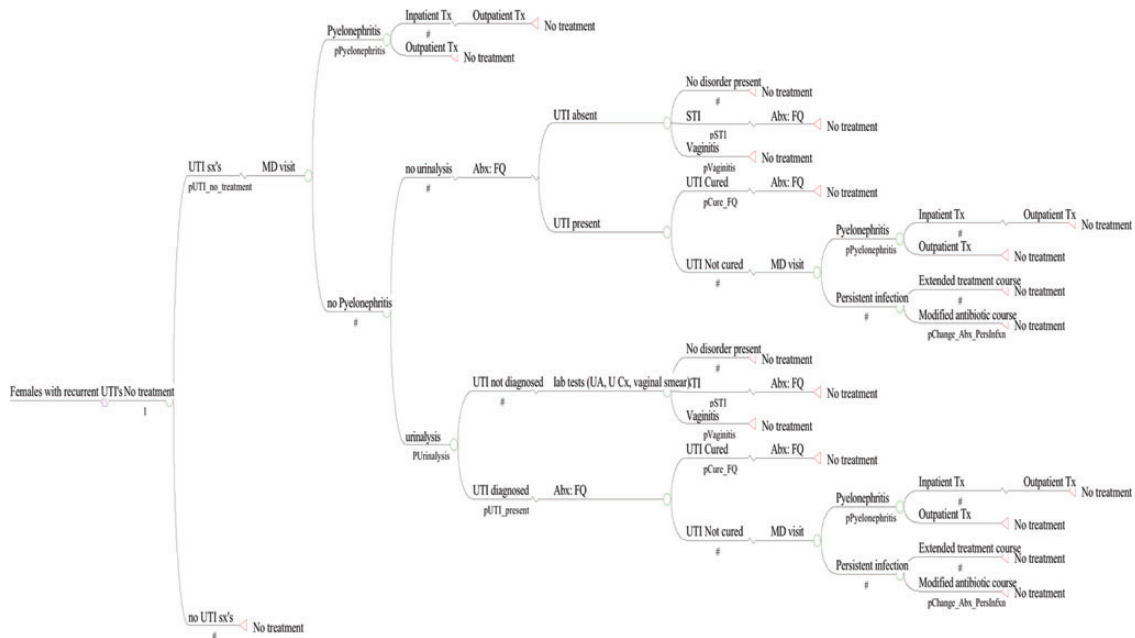 Inpatient Tx
Outpatient Tx
No treatment
Pyelonephritis
pPyelonephritis
#
Outpatient Tx
No treatment
No disorder present
No treatment
#
UTI absent
STI
Abx: FQ
No treatment
pSTI
Vaginitis
No treatment
pVaginitis
UTI sx's
MD visit
pUTI_no_treatment
no urinalysis
Abx: FQ
#
UTI Cured
Abx: FQ
No treatment
pCure_FQ
UTI present
Inpatient Tx
Outpatient Tx
No treatment
#
Pyelonephritis
pPyelonephritis
Outpatient Tx
No treatment
UTI Not cured
MD visit
#
Extended treatment course
No treatment
#
Persistent infection
#
Modified antibiotic course
No treatment
pChange_Abx_PersInfxn
no Pyelonephritis
#
No disorder present
No treatment
#
UTI not diagnosed
lab tests (UA, U Cx, vaginal smear)
#
STI
Abx: FQ
No treatment
pSTI
Females with recurrent UTI's
No treatment
1
Vaginitis
No treatment
pVaginitis
urinalysis
PUrinalysis
UTI Cured
Abx: FQ
No treatment
pCure_FQ
UTI diagnosed
Abx: FQ
pUTI_present
Inpatient Tx
Outpatient Tx
No treatment
#
Pyelonephritis
pPyelonephritis
Outpatient Tx
No treatment
UTI Not cured
MD visit
#
Extended treatment course
No treatment
#
Persistent infection
#
Modified antibiotic course
No treatment
pChange_Abx_PersInfxn
no UTI sx's
No treatment
#